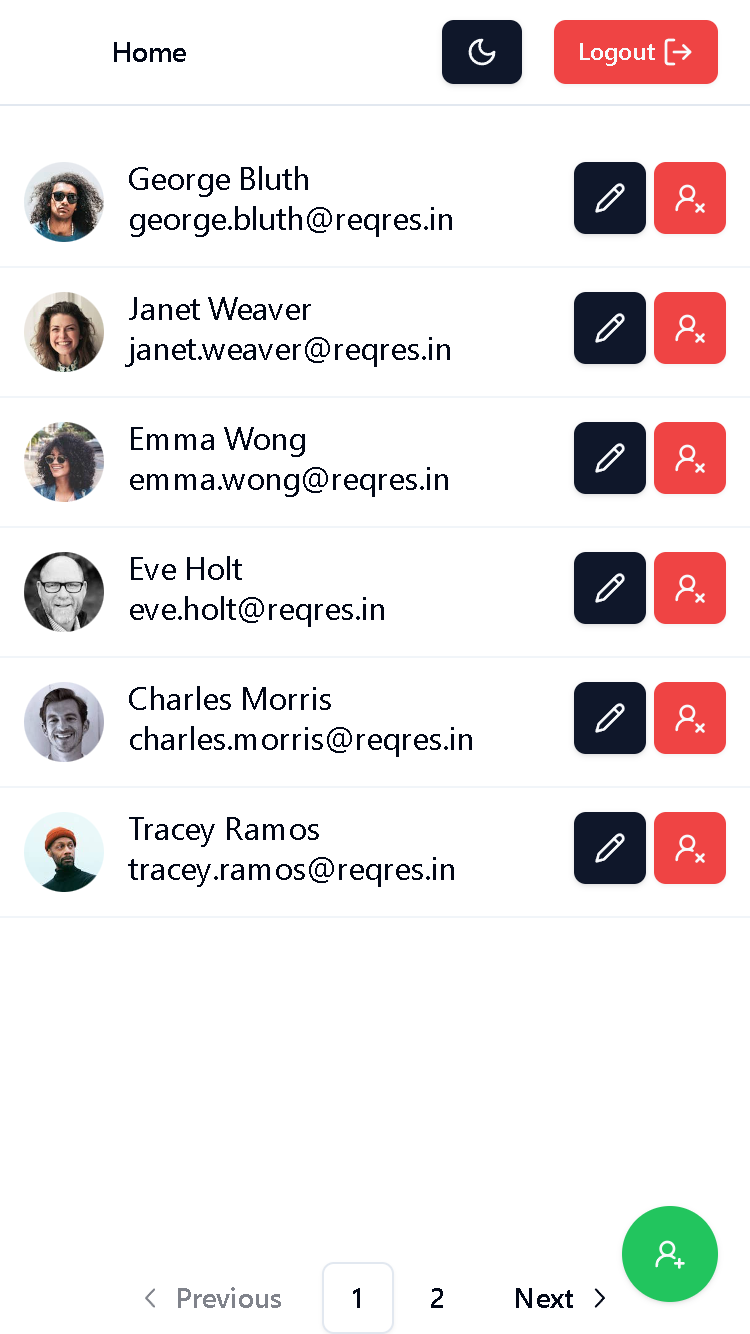 Home
Logout
George Bluth
george.bluth@reqres.in
Janet Weaver
janet.weaver@reqres.in
Emma Wong
emma.wong@reqres.in
Eve Holt
eve.holt@reqres.in
Charles Morris
charles.morris@reqres.in
Tracey Ramos
tracey.ramos@reqres.in
Previous 1 2 Next